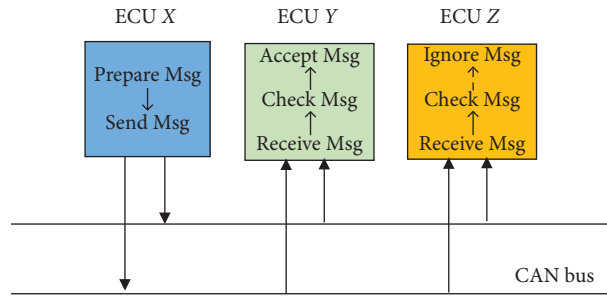 ECU X
ECU Y
ECU Z
Prepare Msg
Send Msg
Accept Msg
Check Msg
Receive Msg
Ignore Msg
Check Msg
Receive Msg
CAN bus